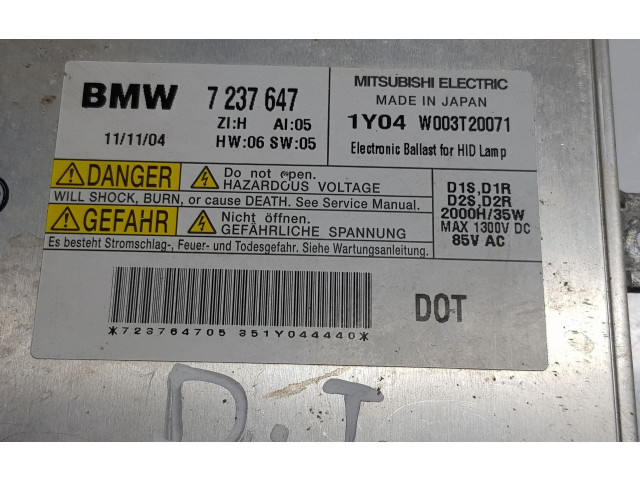 BMW 7 237 647
ZI:H AI:05
11/11/04 HW:06 SW:05
MITSUBISHI ELECTRIC
MADE IN JAPAN
1Y04 W003T20071
Electronic Ballast for HID Lamp
DANGER Do not open.
HAZARDOUS VOLTAGE
WILL SHOCK, BURN, or cause DEATH. See Service Manual.
GEFAHR Nicht öffnen.
GEFÄHRLICHE SPANNUNG
Es besteht Stromschlag-, Feuer- und Todesgefahr. Siehe Wartungsanleitung.
D1S,D1R
D2S,D2R
2000H/35W
MAX 1300V DC
85V AC
*723764705 351Y044440*
DOT
D.I